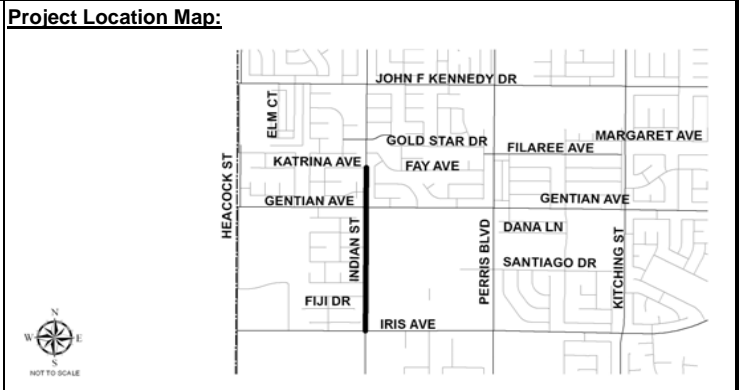 Project Location Map:
JOHN F KENNEDY DR
ELM CT
GOLD STAR DR
MARGARET AVE
FILAREE AVE
KATRINA AVE
FAY AVE
HEACOCK ST
GENTIAN AVE
GENTIAN AVE
INDIAN ST
PERRIS BLVD
DANA LN
KITCHING ST
SANTIAGO DR
FIJI DR
IRIS AVE
N
W
E
S
NOT TO SCALE